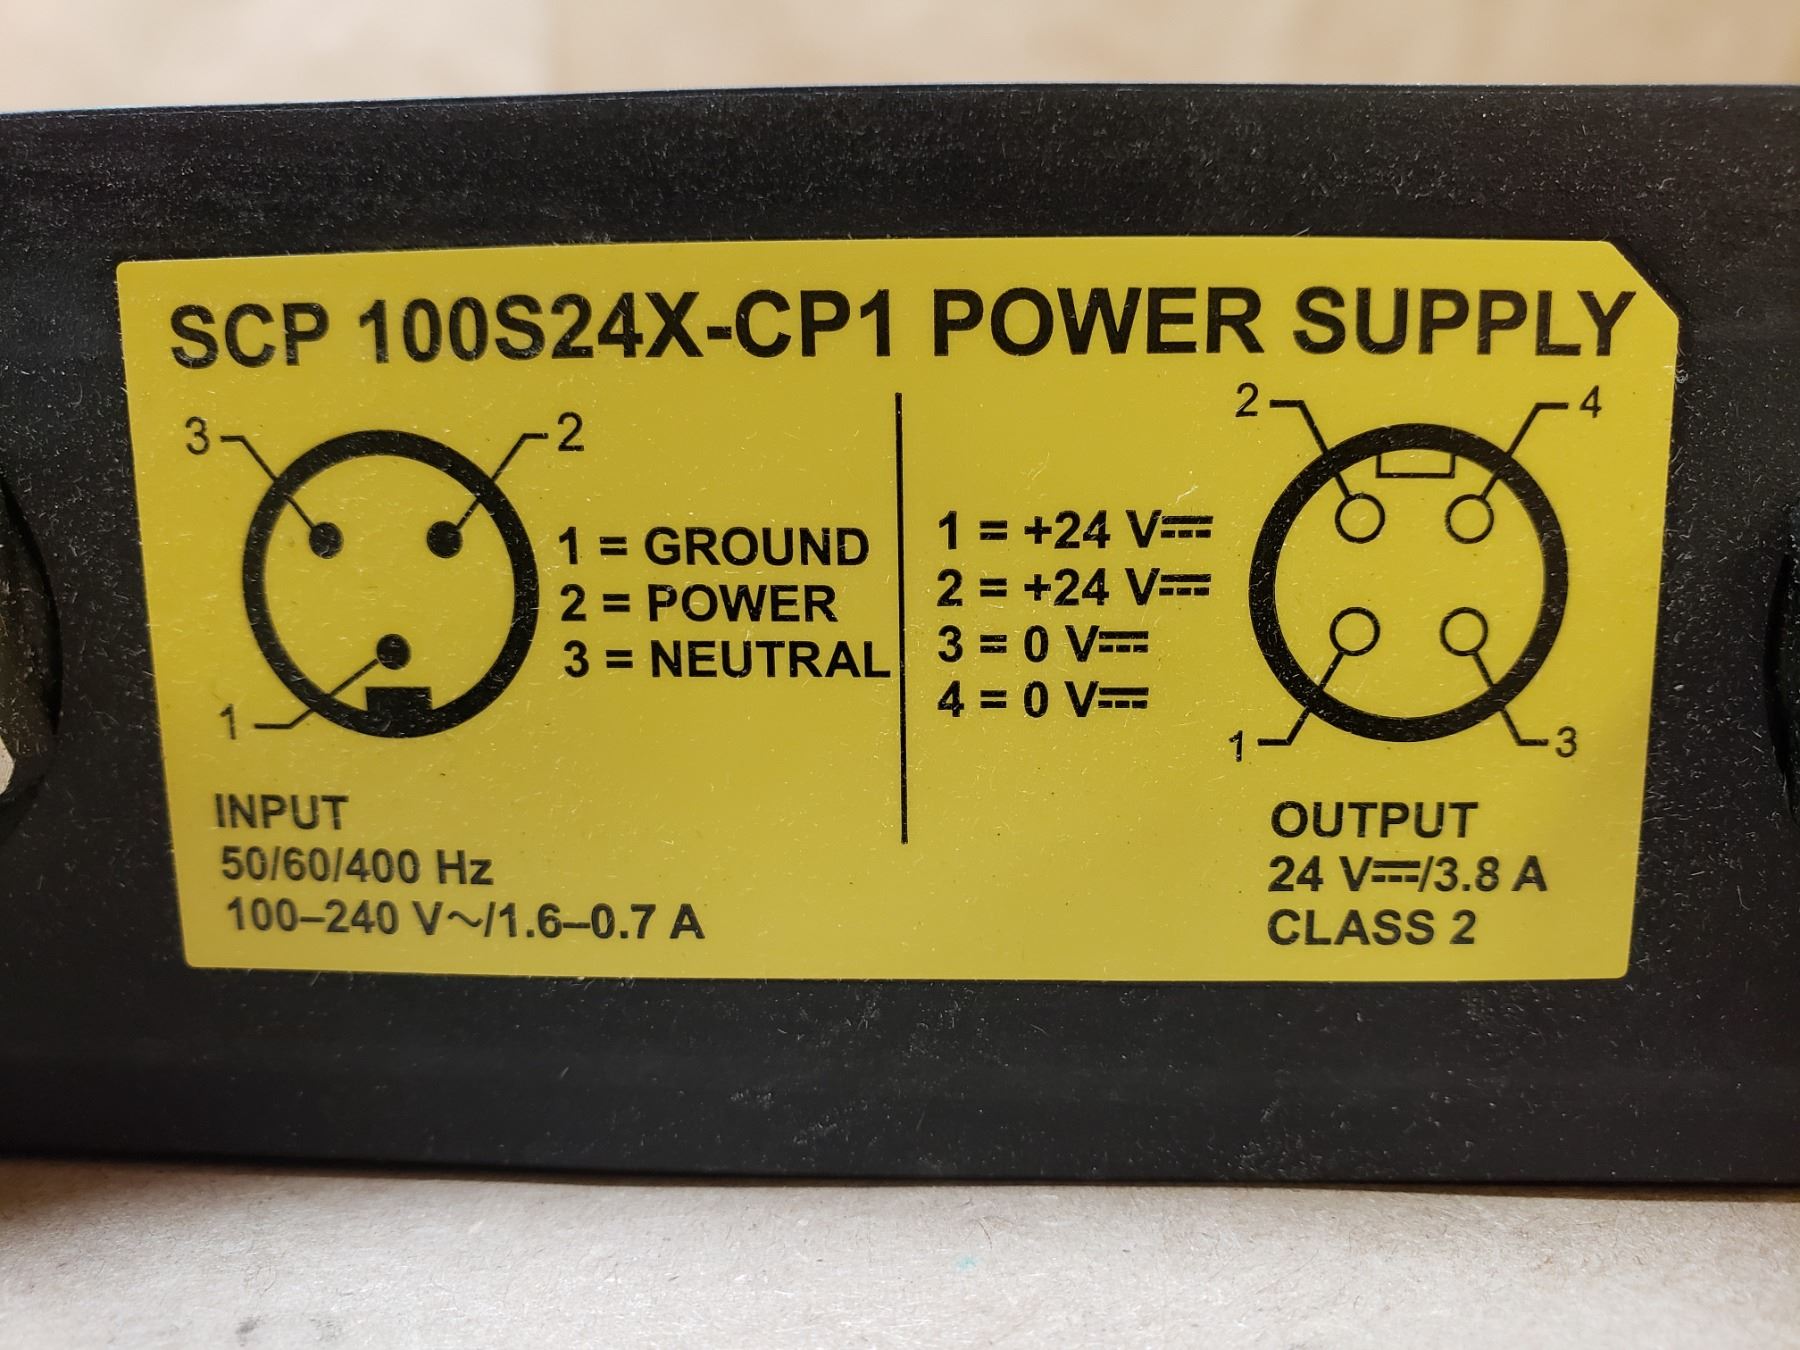 SCP 100S24X-CP1 POWER SUPPLY
3
2
1 = GROUND
2 = POWER
3 = NEUTRAL
1
INPUT
50/60/400 Hz
100–240 V~/1.6–0.7 A
2
4
1 = +24 V⎓
2 = +24 V⎓
3 = 0 V⎓
4 = 0 V⎓
1
3
OUTPUT
24 V⎓/3.8 A
CLASS 2